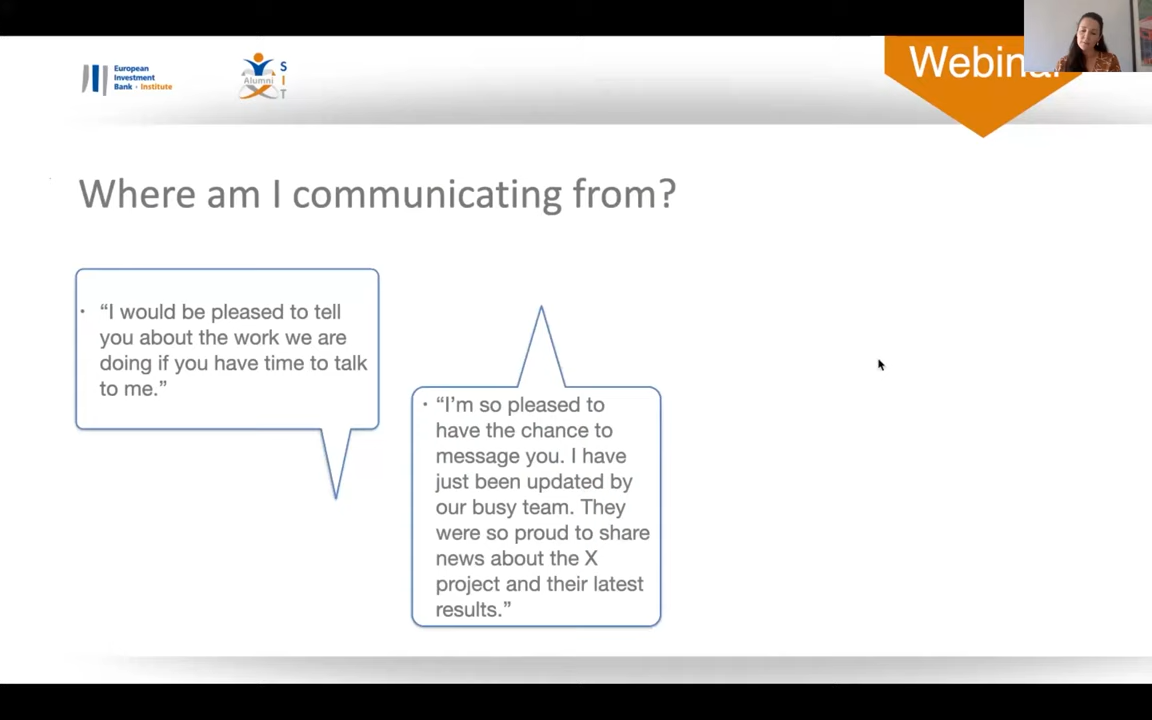 European
Investment
Bank • Institute
Alumni
S
I
T
Webinar
Where am I communicating from?
• “I would be pleased to tell
you about the work we are
doing if you have time to talk
to me.”
• “I’m so pleased to
have the chance to
message you. I have
just been updated by
our busy team. They
were so proud to share
news about the X
project and their latest
results.”